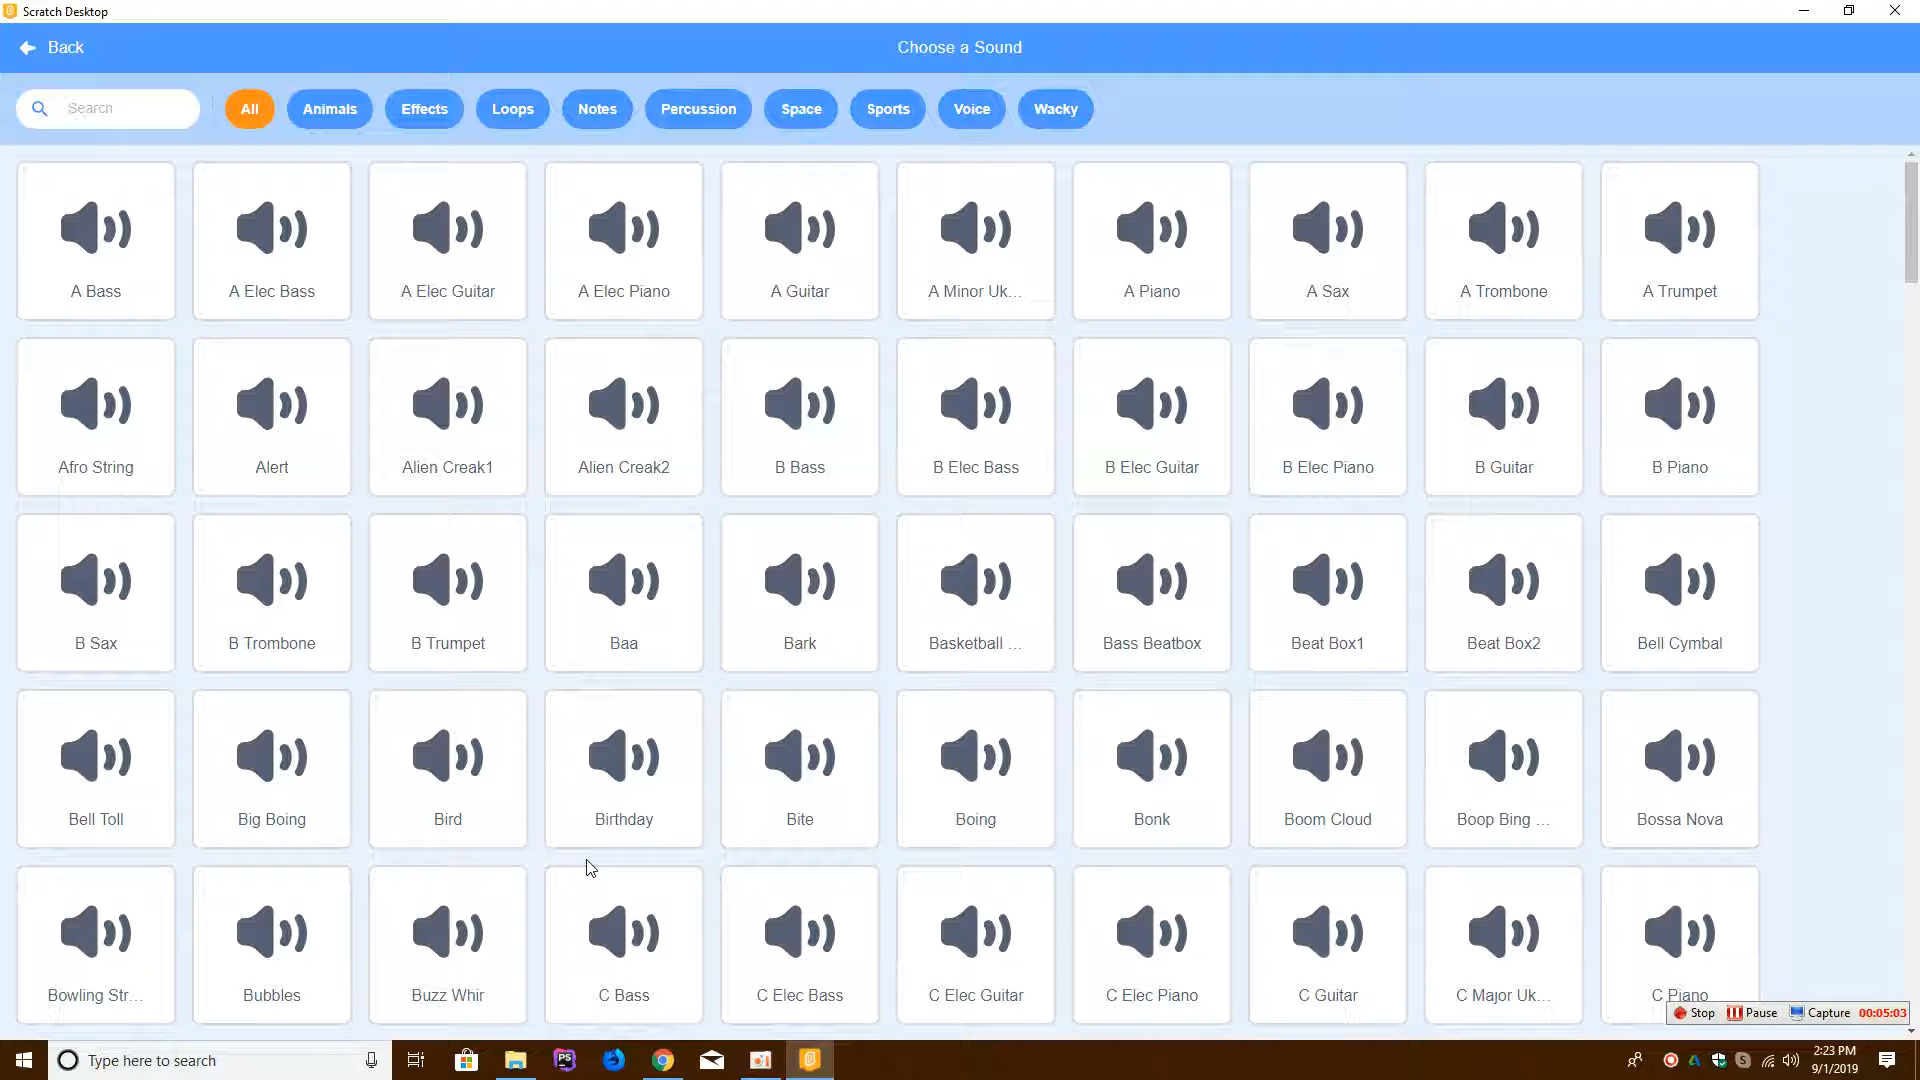 Scratch Desktop
Back
Choose a Sound
Search
All
Animals
Effects
Loops
Notes
Percussion
Space
Sports
Voice
Wacky
A Bass
A Elec Bass
A Elec Guitar
A Elec Piano
A Guitar
A Minor Uk...
A Piano
A Sax
A Trombone
A Trumpet
Afro String
Alert
Alien Creak1
Alien Creak2
B Bass
B Elec Bass
B Elec Guitar
B Elec Piano
B Guitar
B Piano
B Sax
B Trombone
B Trumpet
Baa
Bark
Basketball ...
Bass Beatbox
Beat Box1
Beat Box2
Bell Cymbal
Bell Toll
Big Boing
Bird
Birthday
Bite
Boing
Bonk
Boom Cloud
Boop Bing ...
Bossa Nova
Bowling Str...
Bubbles
Buzz Whir
C Bass
C Elec Bass
C Elec Guitar
C Elec Piano
C Guitar
C Major Uk...
C Piano
Stop
Pause
Capture
00:05:03
Type here to search
PS
2:23 PM
9/1/2019